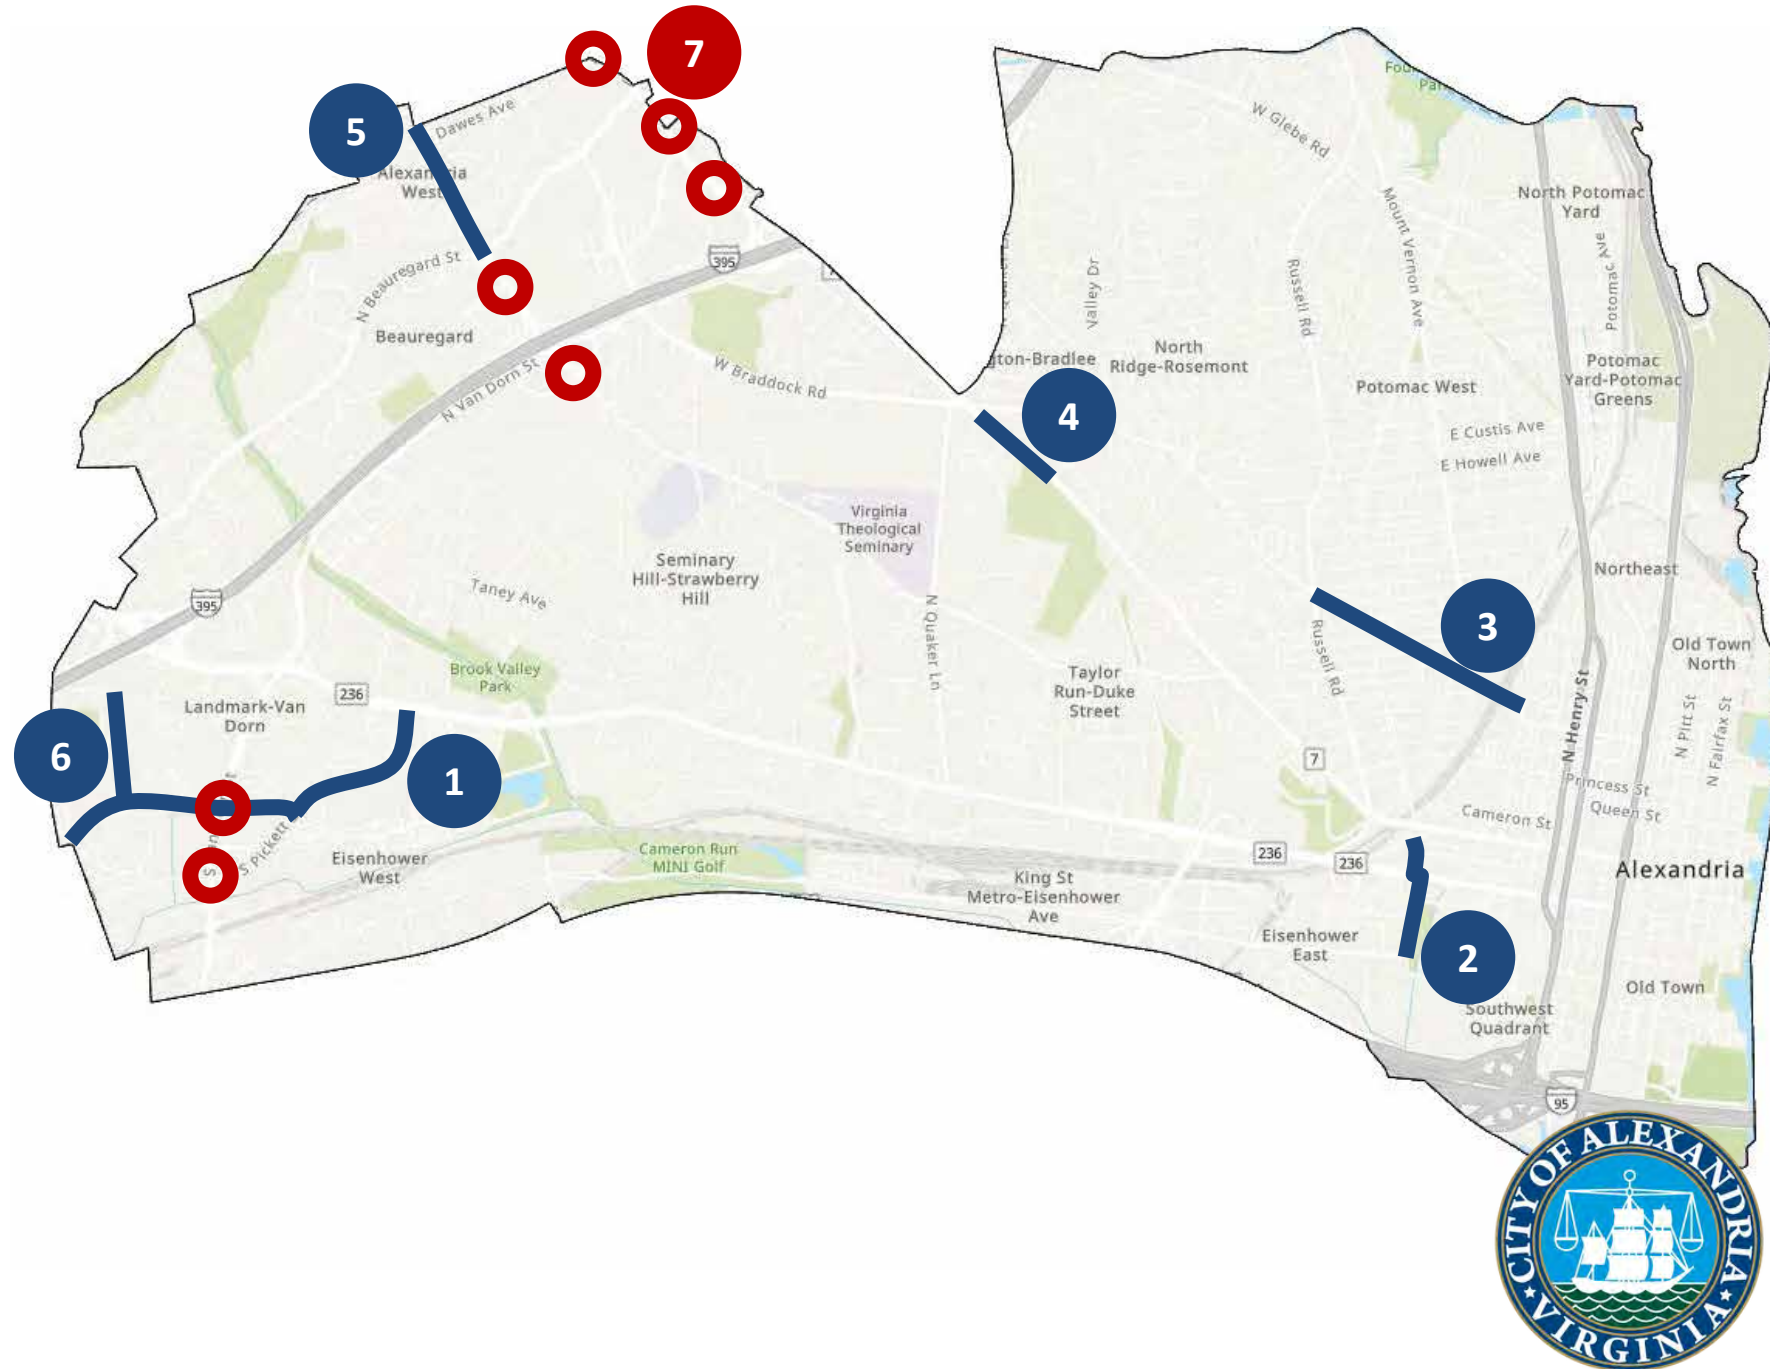 7
5
Dawes Ave
Alexandria
West
N Beauregard St
Beauregard
395
N Van Dorn St
W Braddock Rd
W Glebe Rd
Mount Vernon Ave
Russell Rd
Valley Dr
North Potomac
Yard
Potomac Ave
North
Ridge-Rosemont
gton-Bradlee
Potomac West
Potomac
Yard-Potomac
Greens
4
E Custis Ave
E Howell Ave
Virginia
Theological
Seminary
Seminary
Hill-Strawberry
Hill
Taney Ave
395
N Quaker Ln
Northeast
3
Russell Rd
Old Town
North
Brook Valley
Park
236
Landmark-Van
Dorn
Taylor
Run-Duke
Street
N Henry St
N Pitt St
N Fairfax St
6
1
7
Princess St
Queen St
Cameron St
S Pickett
Eisenhower
West
Cameron Run
MINI Golf
236
236
King St
Metro-Eisenhower
Ave
Alexandria
Eisenhower
East
2
Old Town
Southwest
Quadrant
95
CITY OF ALEXANDRIA
VIRGINIA